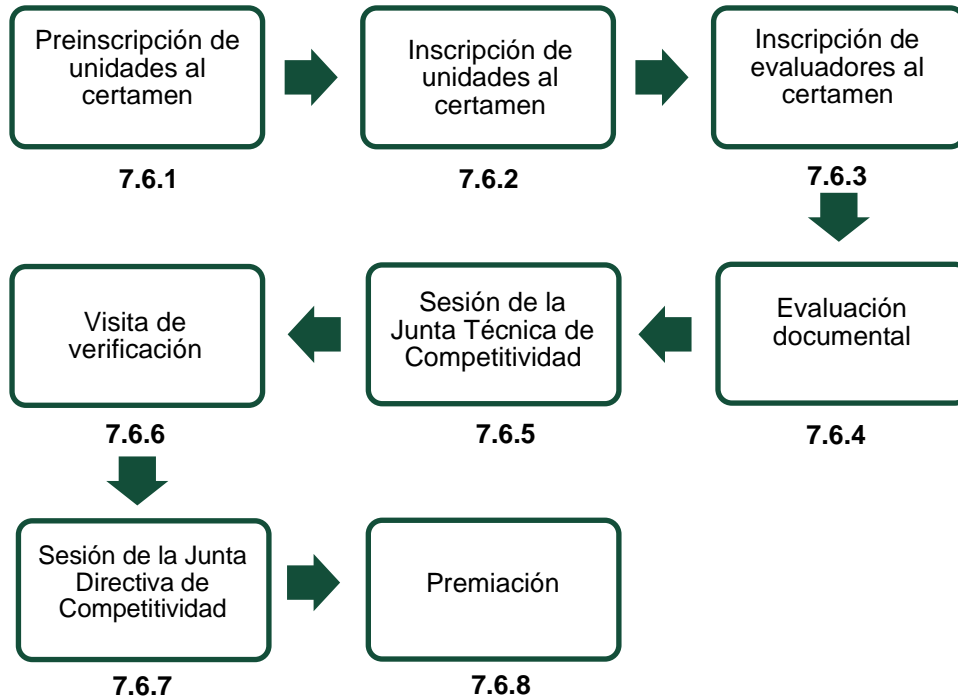 Preinscripción de
unidades al
certamen
7.6.1
Inscripción de
unidades al
certamen
7.6.2
Inscripción de
evaluadores al
certamen
7.6.3
Evaluación
documental
7.6.4
Sesión de la
Junta Técnica de
Competitividad
7.6.5
Visita de
verificación
7.6.6
Sesión de la Junta
Directiva de
Competitividad
7.6.7
Premiación
7.6.8